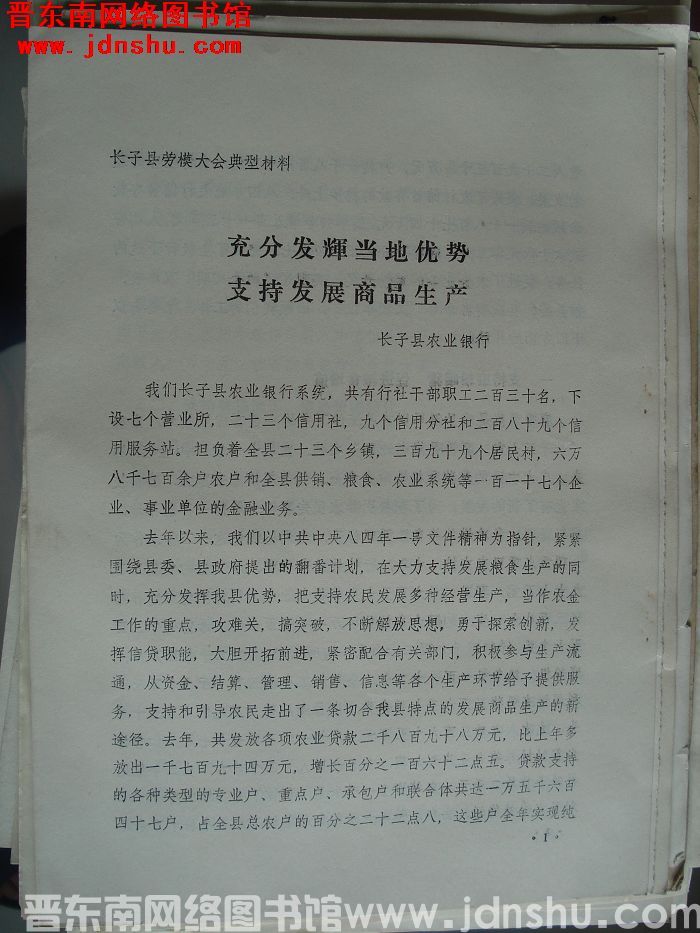 晋东南网络图书馆
www.jdnshu.com
长子县劳模大会典型材料
充分发輝当地优势
支持发展商品生产
长子县农业银行
我们长子县农业银行系统，共有行社干部职工二百三十名，下
设七个营业所，二十三个信用社，九个信用分社和二百八十九个信
用服务站。担负着全县二十三个乡镇，三百九十九个居民村，六万
八千七百余户农户和全县供销、粮食、农业系统等一百一十七个企
业、事业单位的金融业务。
去年以来，我们以中共中央八四年一号文件精神为指针，紧紧
围绕县委、县政府提出的翻番计划，在大力支持发展粮食生产的同
时，充分发挥我县优势，把支持农民发展多种经营生产，当作农金
工作的重点，攻难关，搞突破，不断解放思想，勇于探索创新，发
挥信贷职能，大胆开拓前进，紧密配合有关部门，积极参与生产流
通，从资金、结算、管理、销售、信息等各个生产环节给予提供服
务，支持和引导农民走出了一条切合我县特点的发展商品生产的新
途径。去年，共发放各项农业贷款二千八百九十八万元，比上年多
放出一千七百九十四万元，增长百分之一百六十二点五。贷款支持
的各种类型的专业户、重点户、承包户和联合体共达一万五千六百
四十七户，占全县总农户的百分之二十二点八，这些户全年实现纯
·1·
晋东南网络图书馆 www.jdnshu.com